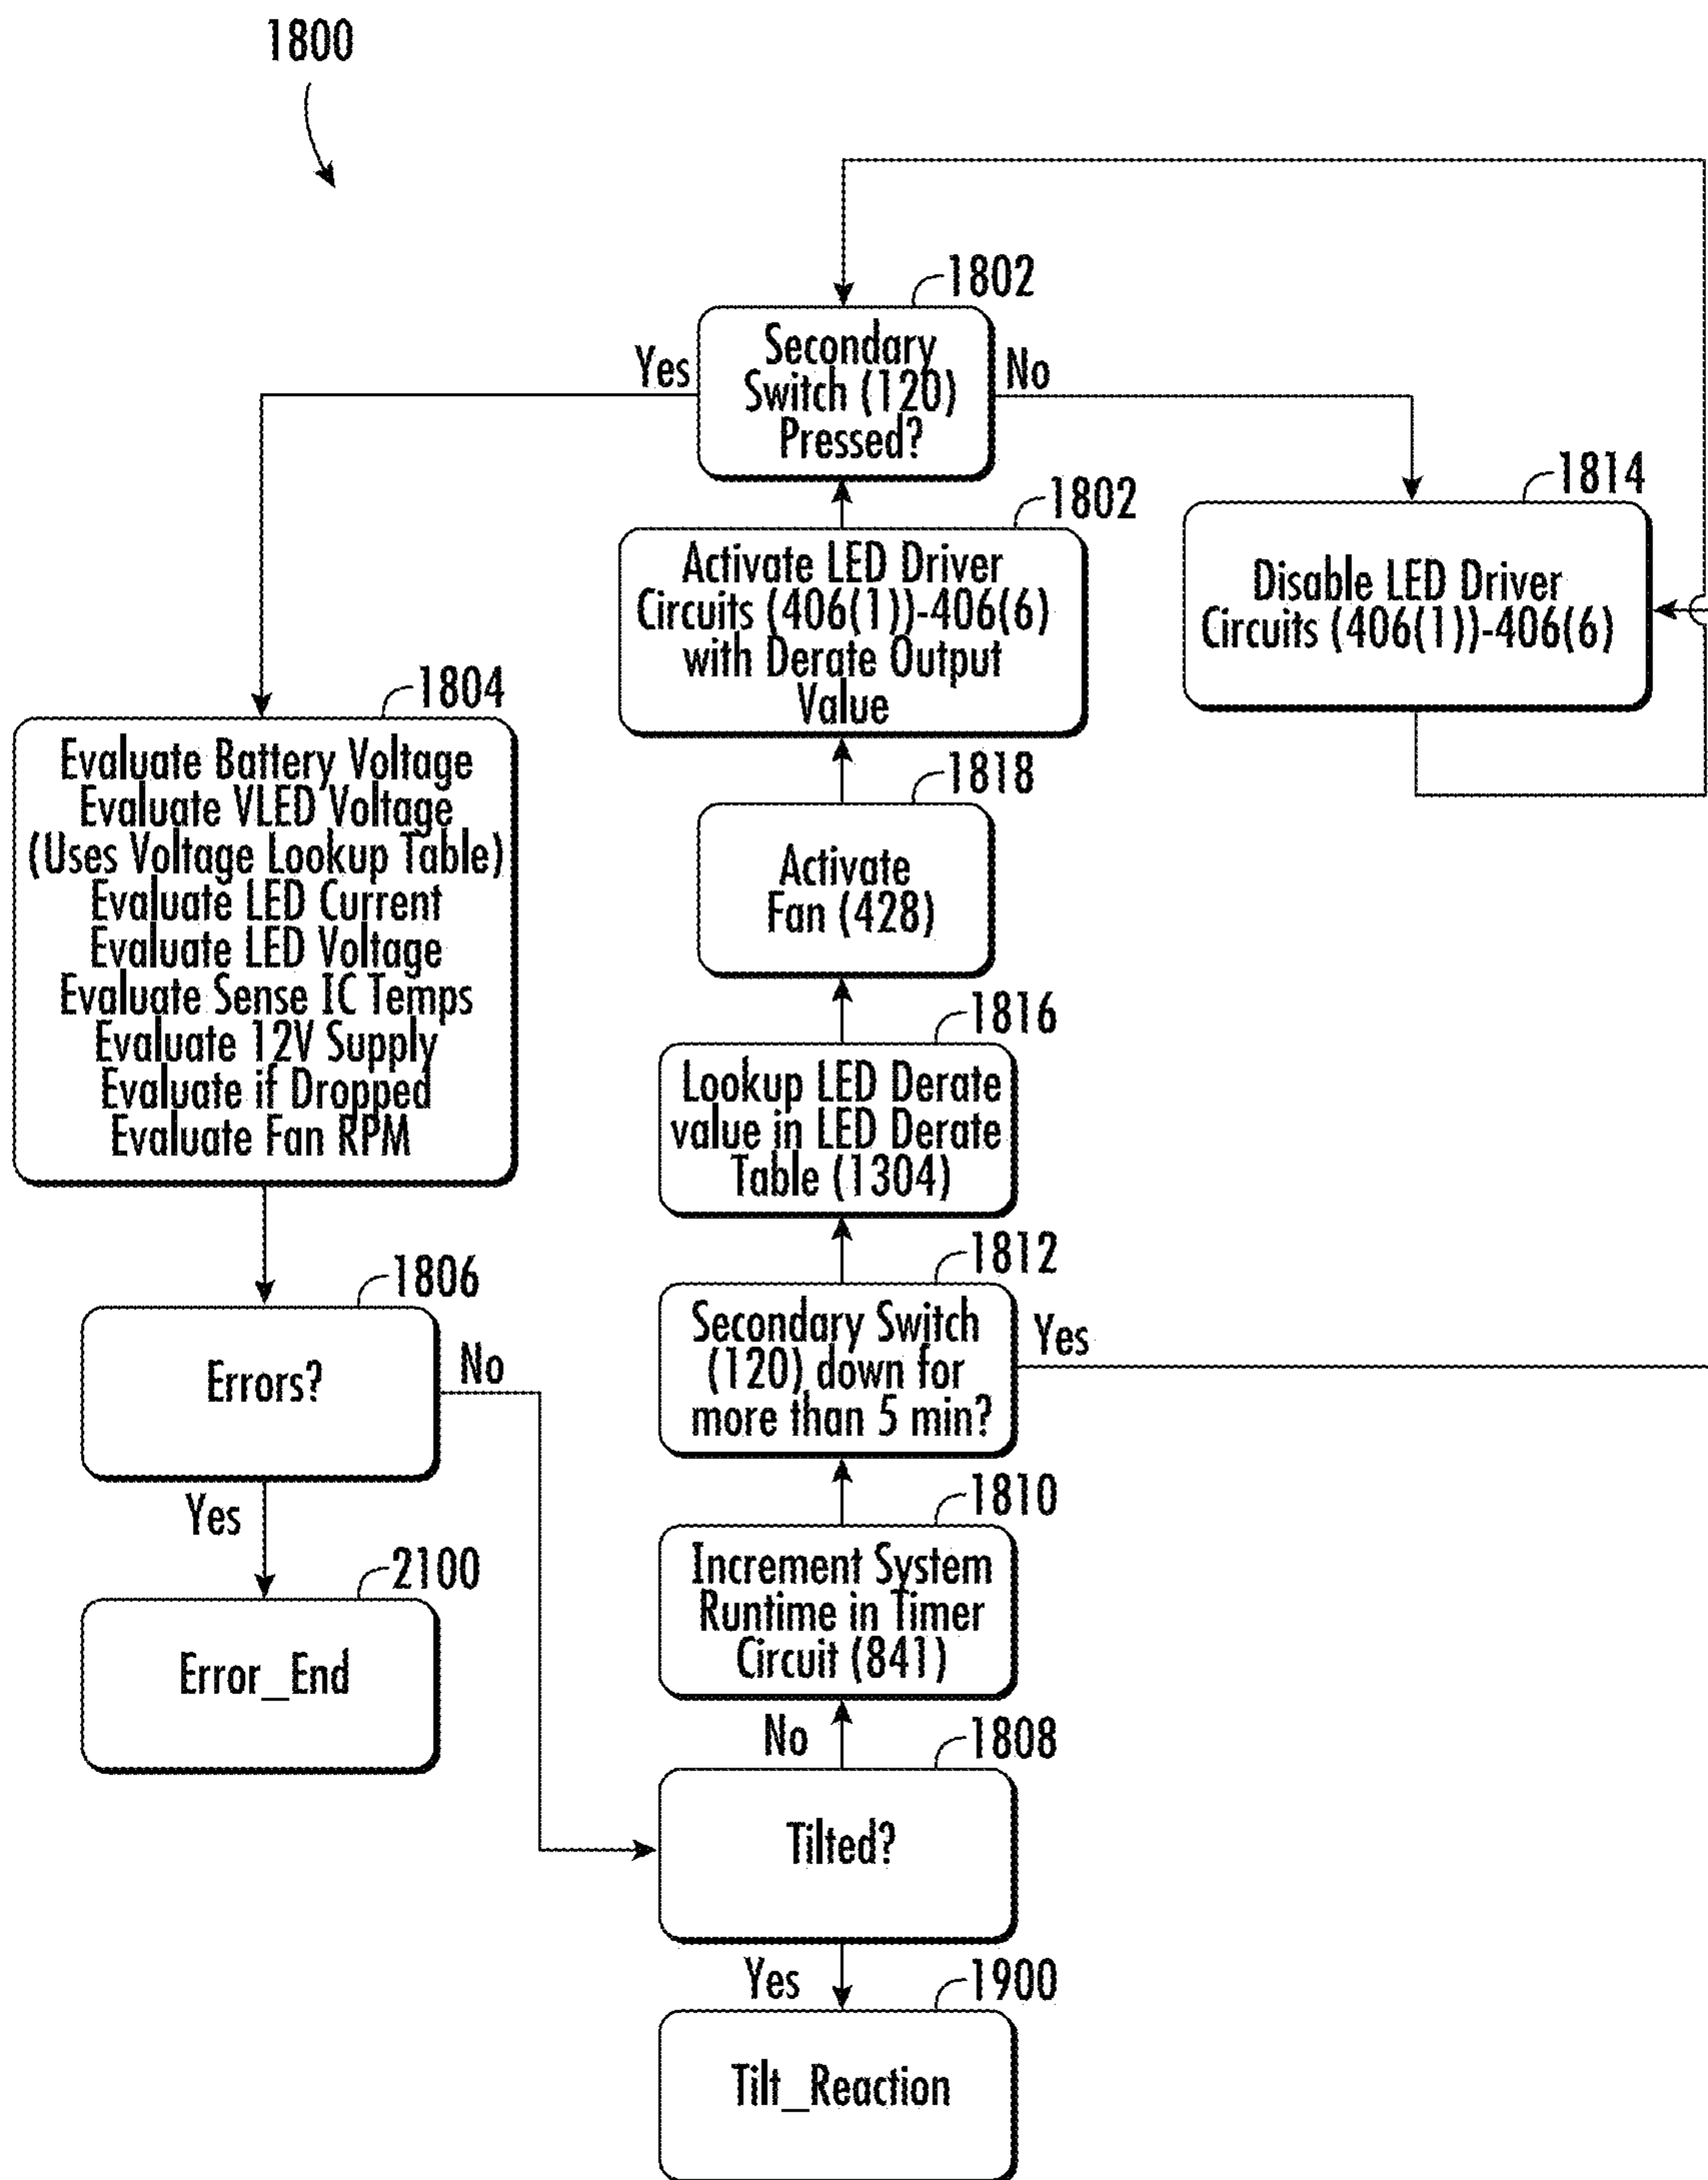 1800
1802
Secondary
Switch (120)
Pressed?
Yes
No
1802
Activate LED Driver
Circuits (406(1))-406(6)
with Derate Output
Value
1814
Disable LED Driver
Circuits (406(1))-406(6)
1804
Evaluate Battery Voltage
Evaluate VLED Voltage
(Uses Voltage Lookup Table)
Evaluate LED Current
Evaluate LED Voltage
Evaluate Sense IC Temps
Evaluate 12V Supply
Evaluate if Dropped
Evaluate Fan RPM
1818
Activate
Fan (428)
1816
Lookup LED Derate
value in LED Derate
Table (1304)
1812
Secondary Switch
(120) down for
more than 5 min?
Yes
1806
Errors?
No
Yes
2100
Error_End
1810
Increment System
Runtime in Timer
Circuit (841)
No
1808
Tilted?
Yes
1900
Tilt_Reaction